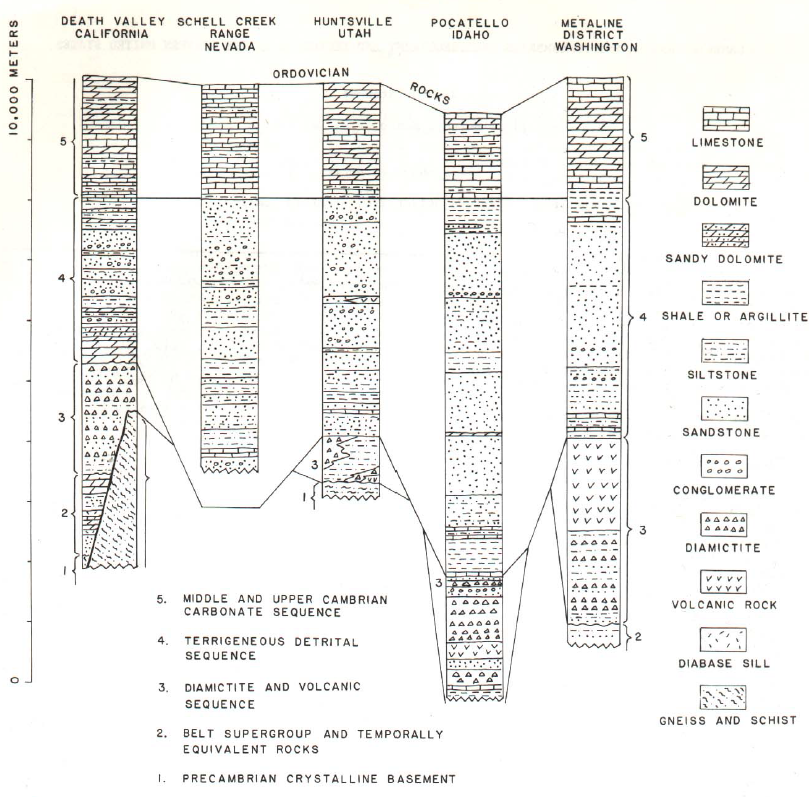 DEATH VALLEY
CALIFORNIA
SCHELL CREEK
RANGE
NEVADA
HUNTSVILLE
UTAH
POCATELLO
IDAHO
METALINE
DISTRICT
WASHINGTON
10,000 METERS
0
ORDOVICIAN
ROCKS
5
4
3
2
1
3
1
3
5
4
3
2
LIMESTONE
DOLOMITE
SANDY DOLOMITE
SHALE OR ARGILLITE
SILTSTONE
SANDSTONE
CONGLOMERATE
DIAMICTITE
VOLCANIC ROCK
DIABASE SILL
GNEISS AND SCHIST
5. MIDDLE AND UPPER CAMBRIAN
CARBONATE SEQUENCE
4. TERRIGENEOUS DETRITAL
SEQUENCE
3. DIAMICTITE AND VOLCANIC
SEQUENCE
2. BELT SUPERGROUP AND TEMPORALLY
EQUIVALENT ROCKS
1. PRECAMBRIAN CRYSTALLINE BASEMENT